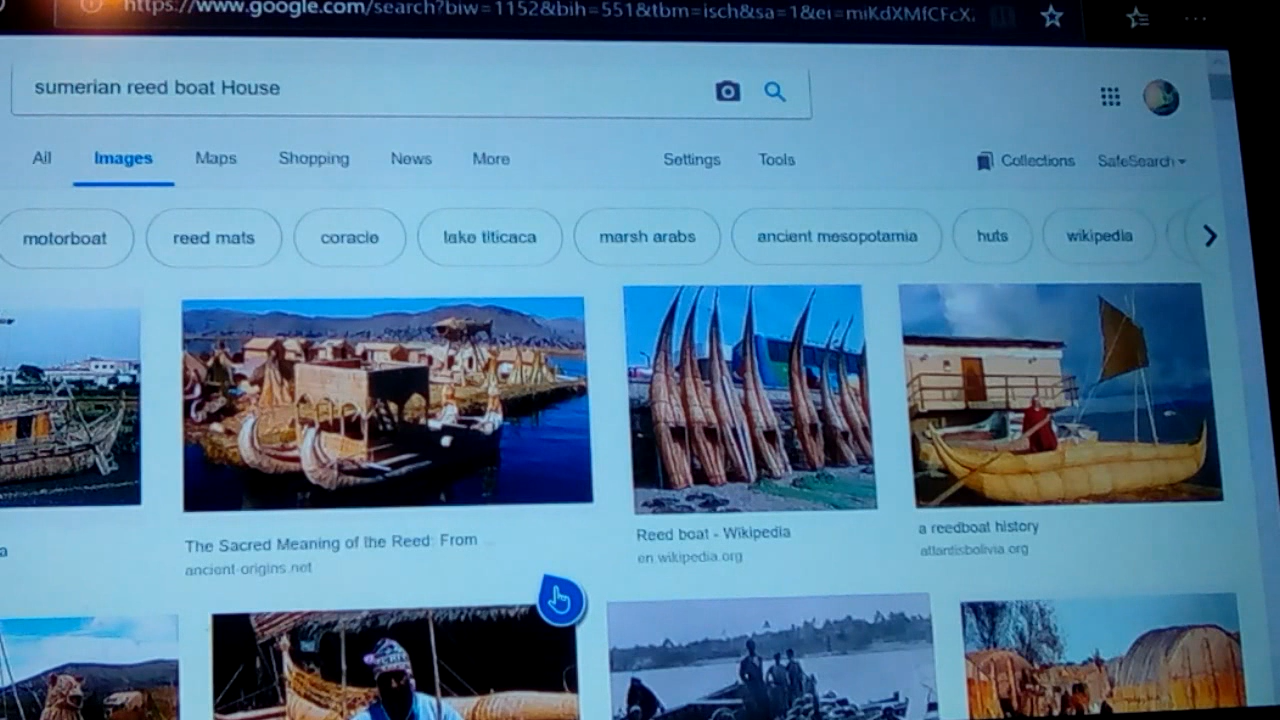 https://www.google.com/search?biw=1152&bih=551&tbm=isch&sa=1&ei=miKdXMfCFcX
sumerian reed boat House
All Images Maps Shopping News More Settings Tools Collections SafeSearch
motorboat reed mats coracle lake titicaca marsh arabs ancient mesopotamia huts wikipedia
The Sacred Meaning of the Reed: From ...
ancient-origins.net
Reed boat - Wikipedia
en.wikipedia.org
a reedboat history
atlantisbolivia.org
a